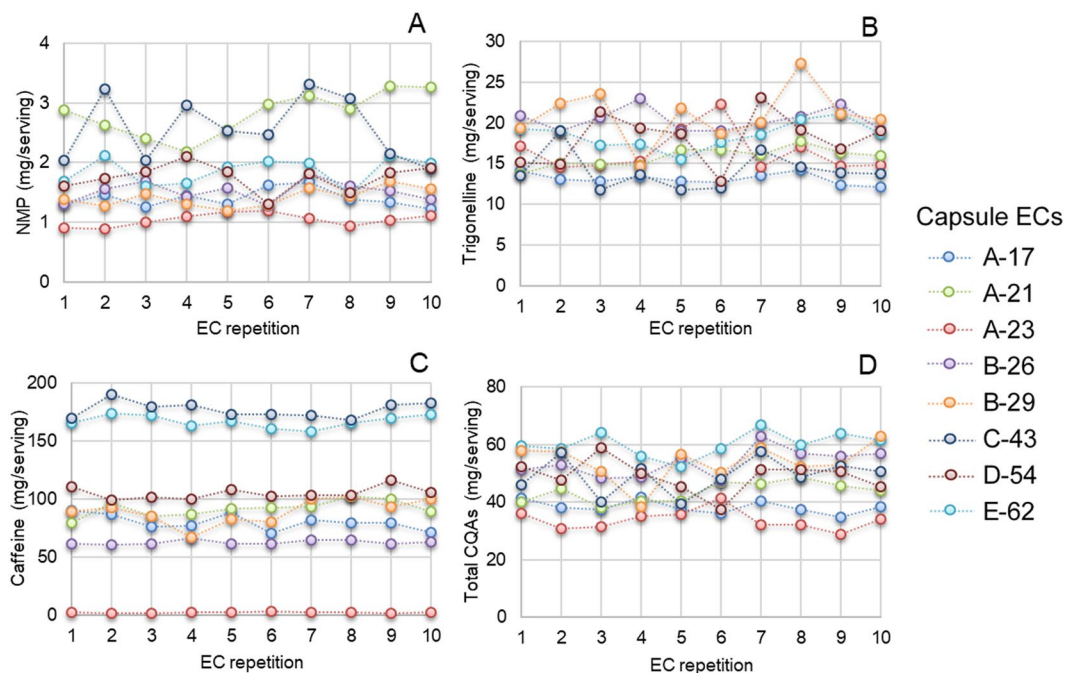 A
4
3
2
1
0
NMP (mg/serving)
1 2 3 4 5 6 7 8 9 10
EC repetition
B
30
25
20
15
10
5
0
Trigonelline (mg/serving)
1 2 3 4 5 6 7 8 9 10
EC repetition
C
200
150
100
50
0
Caffeine (mg/serving)
1 2 3 4 5 6 7 8 9 10
EC repetition
D
80
60
40
20
0
Total CQAs (mg/serving)
1 2 3 4 5 6 7 8 9 10
EC repetition
Capsule ECs
A-17
A-21
A-23
B-26
B-29
C-43
D-54
E-62